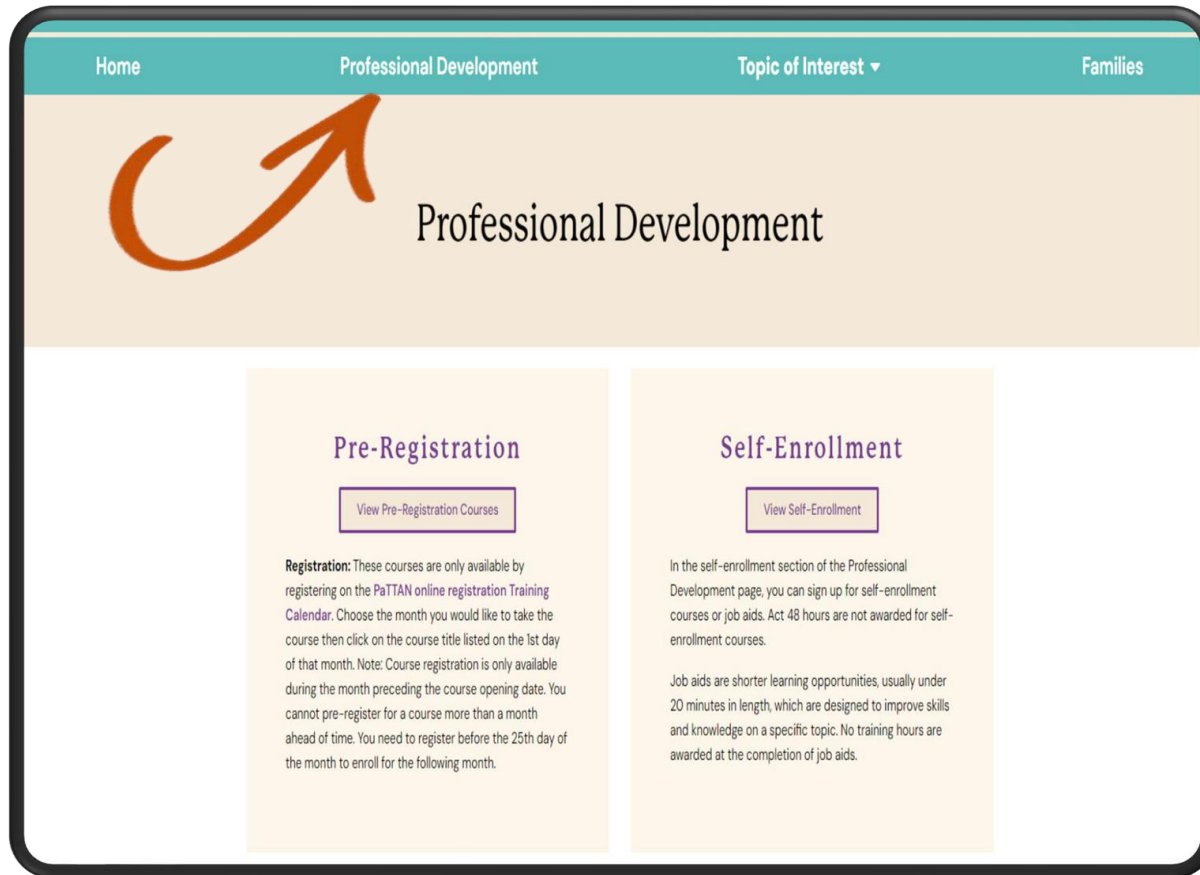 Home
Professional Development
Topic of Interest ▾
Families
Professional Development
Pre-Registration
View Pre-Registration Courses
Registration: These courses are only available by
registering on the PaTTAN online registration Training
Calendar. Choose the month you would like to take the
course then click on the course title listed on the 1st day
of that month. Note: Course registration is only available
during the month preceding the course opening date. You
cannot pre-register for a course more than a month
ahead of time. You need to register before the 25th day of
the month to enroll for the following month.
Self-Enrollment
View Self-Enrollment
In the self-enrollment section of the Professional
Development page, you can sign up for self-enrollment
courses or job aids. Act 48 hours are not awarded for self-
enrollment courses.
Job aids are shorter learning opportunities, usually under
20 minutes in length, which are designed to improve skills
and knowledge on a specific topic. No training hours are
awarded at the completion of job aids.